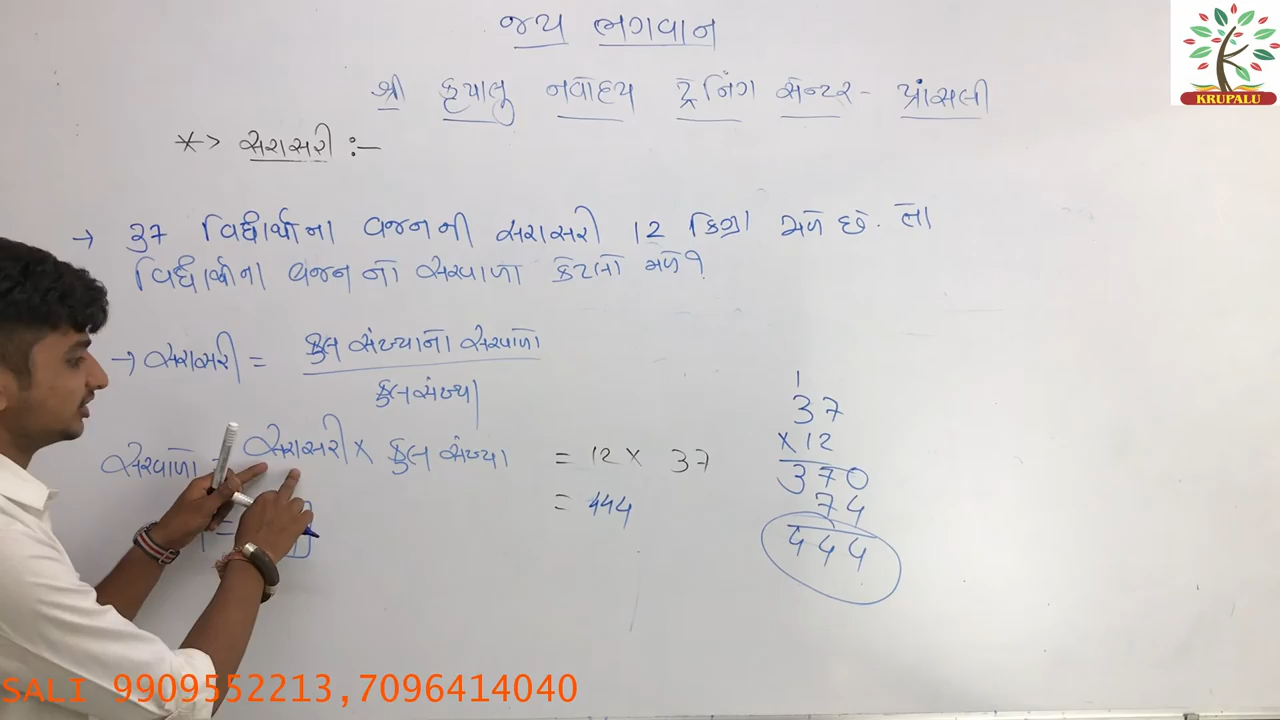 જય ભગવાન
શ્રી કૃપાલુ નવોદય ટ્રેનિંગ સેન્ટર - પ્રાંસલી
KRUPALU
*> સરાસરી :-
→ 37 વિદ્યાર્થીના વજનની સરાસરી 12 કિગ્રા મળે છે. તો
વિદ્યાર્થીના વજનનો સરવાળો કેટલો મળે?
→ સરાસરી = કુલ સંખ્યાનો સરવાળો
કુલ સંખ્યા
સરવાળો = સરાસરી × કુલ સંખ્યા = 12 × 37
= 444
1
37
×12
370
74
444
SALI 9909552213,7096414040